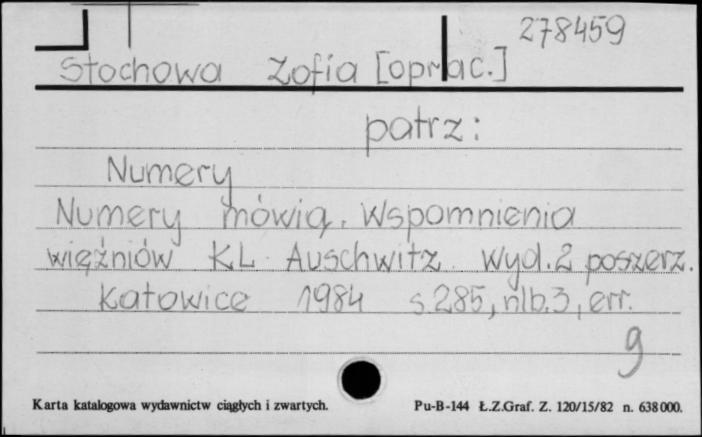 278459
Stochowa Zofia [oprac.]
patrz:
Numery
Numery mówią. Wspomnienia
więźniów KL Auschwitz. Wyd. 2 poszerz.
Katowice 1984 s. 285, nlb. 3, err.
g
Karta katalogowa wydawnictw ciągłych i zwartych. Pu-B-144 Ł.Z.Graf. Z. 120/15/82 n. 638000.